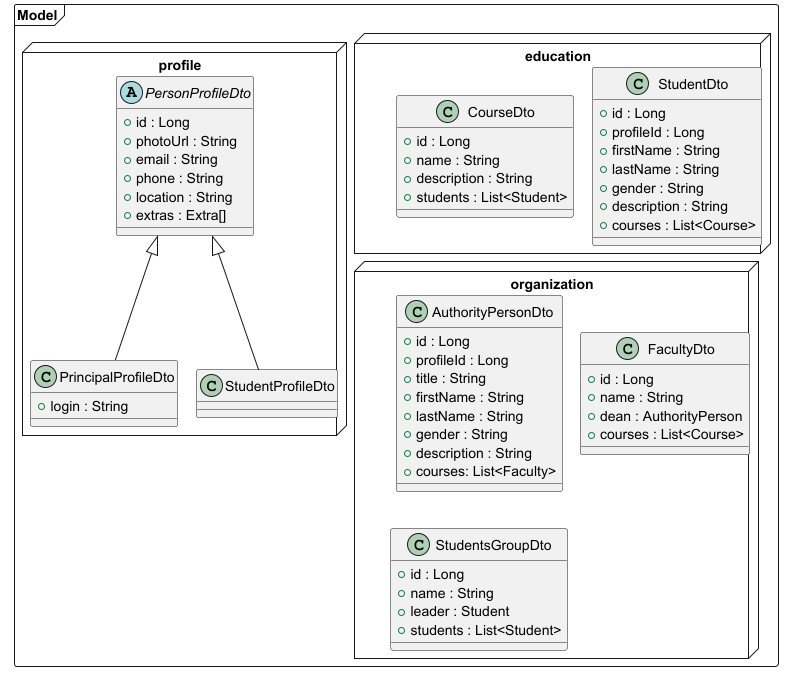 Model
profile
A PersonProfileDto
id : Long
photoUrl : String
email : String
phone : String
location : String
extras : Extra[]
C PrincipalProfileDto
login : String
C StudentProfileDto
education
C CourseDto
id : Long
name : String
description : String
students : List<Student>
C StudentDto
id : Long
profileId : Long
firstName : String
lastName : String
gender : String
description : String
courses : List<Course>
organization
C AuthorityPersonDto
id : Long
profileId : Long
title : String
firstName : String
lastName : String
gender : String
description : String
courses: List<Faculty>
C FacultyDto
id : Long
name : String
dean : AuthorityPerson
courses : List<Course>
C StudentsGroupDto
id : Long
name : String
leader : Student
students : List<Student>